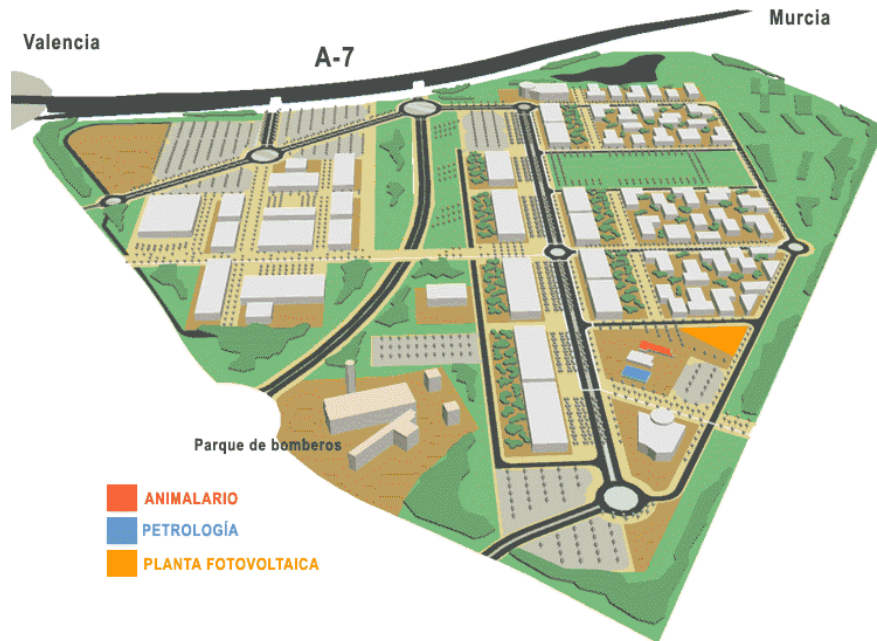 Murcia
Valencia
A-7
Parque de bomberos
ANIMALARIO
PETROLOGÍA
PLANTA FOTOVOLTAICA